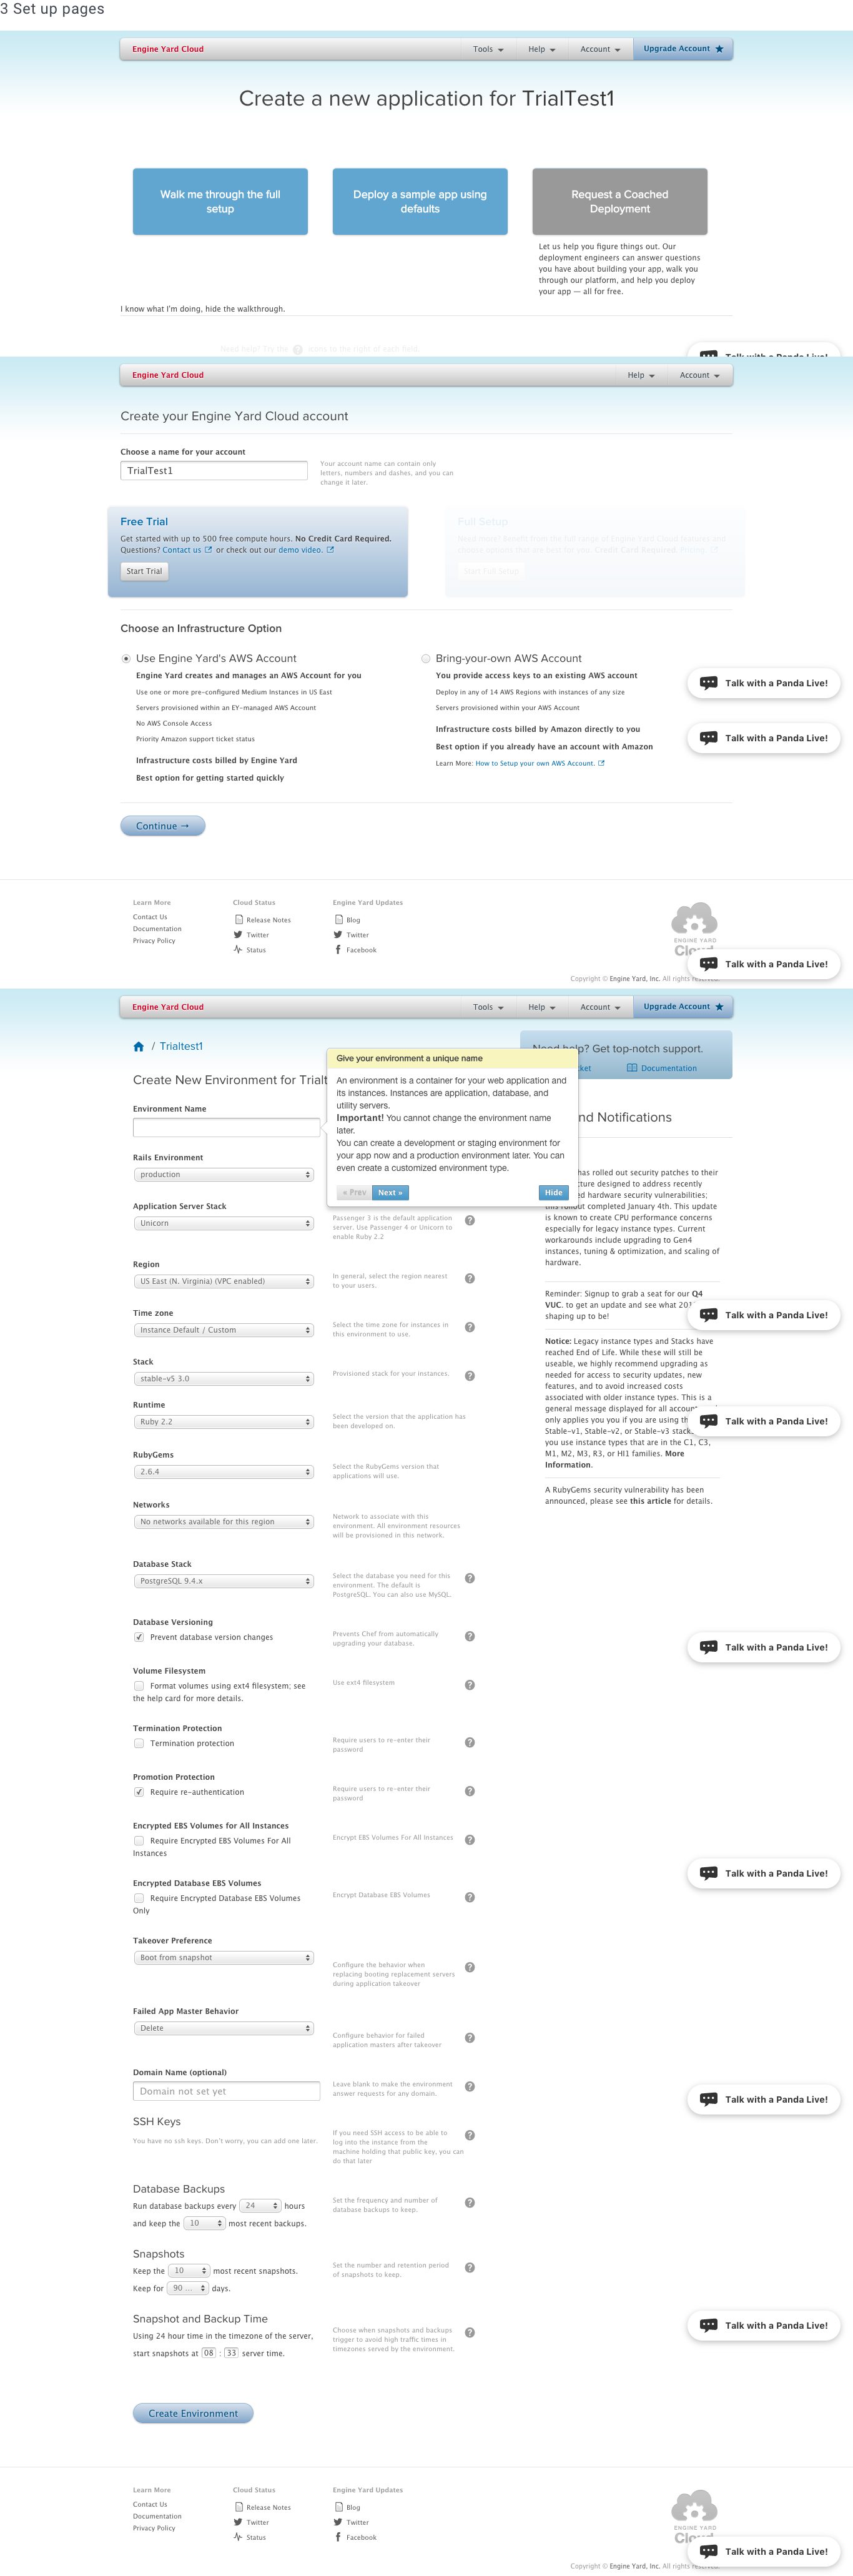 3 Set up pages
Engine Yard Cloud
Tools
Help
Account
Upgrade Account
Create a new application for TrialTest1
Walk me through the full
setup
Deploy a sample app using
defaults
Request a Coached
Deployment
Let us help you figure things out. Our
deployment engineers can answer questions
you have about building your app, walk you
through our platform, and help you deploy
your app — all for free.
I know what I'm doing, hide the walkthrough.
Need help? Try the ? icons to the right of each field.
Talk with a Panda Live!
Engine Yard Cloud
Help
Account
Create your Engine Yard Cloud account
Choose a name for your account
TrialTest1
Your account name can contain only
letters, numbers and dashes, and you can
change it later.
Free Trial
Get started with up to 500 free compute hours. No Credit Card Required.
Questions? Contact us or check out our demo video.
Start Trial
Full Setup
Start Full Setup
Choose an Infrastructure Option
Use Engine Yard's AWS Account
Engine Yard creates and manages an AWS Account for you
Use one or more pre-configured Medium Instances in US East
Servers provisioned within an EY-managed AWS Account
No AWS Console Access
Priority Amazon support ticket status
Infrastructure costs billed by Engine Yard
Best option for getting started quickly
Bring-your-own AWS Account
You provide access keys to an existing AWS account
Deploy in any of 14 AWS Regions with instances of any size
Servers provisioned within your AWS Account
Infrastructure costs billed by Amazon directly to you
Best option if you already have an account with Amazon
Learn More: How to Setup your own AWS Account.
Talk with a Panda Live!
Talk with a Panda Live!
Continue →
Learn More
Contact Us
Documentation
Privacy Policy
Cloud Status
Release Notes
Twitter
Status
Engine Yard Updates
Blog
Twitter
Facebook
ENGINE YARD
Cloud
Talk with a Panda Live!
Copyright © Engine Yard, Inc. All rights reserved.
Engine Yard Cloud
Tools
Help
Account
Upgrade Account
/ Trialtest1
Need help? Get top-notch support.
ket
Documentation
Create New Environment for Trialt
Give your environment a unique name
An environment is a container for your web application and
its instances. Instances are application, database, and
utility servers.
Important! You cannot change the environment name
later.
You can create a development or staging environment for
your app now and a production environment later. You can
even create a customized environment type.
« Prev
Next »
Hide
Environment Name
Rails Environment
production
Application Server Stack
Unicorn
Passenger 3 is the default application
server. Use Passenger 4 or Unicorn to
enable Ruby 2.2
Region
US East (N. Virginia) (VPC enabled)
In general, select the region nearest
to your users.
Time zone
Instance Default / Custom
Select the time zone for instances in
this environment to use.
Stack
stable-v5 3.0
Provisioned stack for your instances.
Runtime
Ruby 2.2
Select the version that the application has
been developed on.
RubyGems
2.6.4
Select the RubyGems version that
applications will use.
Networks
No networks available for this region
Network to associate with this
environment. All environment resources
will be provisioned in this network.
Database Stack
PostgreSQL 9.4.x
Select the database you need for this
environment. The default is
PostgreSQL. You can also use MySQL.
Database Versioning
Prevent database version changes
Prevents Chef from automatically
upgrading your database.
Volume Filesystem
Format volumes using ext4 filesystem; see
the help card for more details.
Use ext4 filesystem
Termination Protection
Termination protection
Require users to re-enter their
password
Promotion Protection
Require re-authentication
Require users to re-enter their
password
Encrypted EBS Volumes for All Instances
Require Encrypted EBS Volumes For All
Instances
Encrypt EBS Volumes For All Instances
Encrypted Database EBS Volumes
Require Encrypted Database EBS Volumes
Only
Encrypt Database EBS Volumes
Takeover Preference
Boot from snapshot
Configure the behavior when
replacing booting replacement servers
during application takeover
Failed App Master Behavior
Delete
Configure behavior for failed
application masters after takeover
Domain Name (optional)
Domain not set yet
Leave blank to make the environment
answer requests for any domain.
SSH Keys
You have no ssh keys. Don't worry, you can add one later.
If you need SSH access to be able to
log into the instance from the
machine holding that public key, you can
do that later
Database Backups
Run database backups every 24 hours
and keep the 10 most recent backups.
Set the frequency and number of
database backups to keep.
Snapshots
Keep the 10 most recent snapshots.
Keep for 90 ... days.
Set the number and retention period
of snapshots to keep.
Snapshot and Backup Time
Using 24 hour time in the timezone of the server,
start snapshots at 08 : 33 server time.
Choose when snapshots and backups
trigger to avoid high traffic times in
timezones served by the environment.
Create Environment
nd Notifications
has rolled out security patches to their
cture designed to address recently
ed hardware security vulnerabilities;
this rollout completed January 4th. This update
is known to create CPU performance concerns
especially for legacy instance types. Current
workarounds include upgrading to Gen4
instances, tuning & optimization, and scaling of
hardware.
Reminder: Signup to grab a seat for our Q4
VUC. to get an update and see what 201
shaping up to be!
Notice: Legacy instance types and Stacks have
reached End of Life. While these will still be
useable, we highly recommend upgrading as
needed for access to security updates, new
features, and to avoid increased costs
associated with older instance types. This is a
general message displayed for all account
only applies you you if you are using th
Stable-v1, Stable-v2, or Stable-v3 stack
you use instance types that are in the C1, C3,
M1, M2, M3, R3, or HI1 families. More
Information.
A RubyGems security vulnerability has been
announced, please see this article for details.
Talk with a Panda Live!
Talk with a Panda Live!
Talk with a Panda Live!
Talk with a Panda Live!
Talk with a Panda Live!
Talk with a Panda Live!
Learn More
Contact Us
Documentation
Privacy Policy
Cloud Status
Release Notes
Twitter
Status
Engine Yard Updates
Blog
Twitter
Facebook
ENGINE YARD
Cl
Talk with a Panda Live!
Copyright © Engine Yard, Inc. All rights reserved.